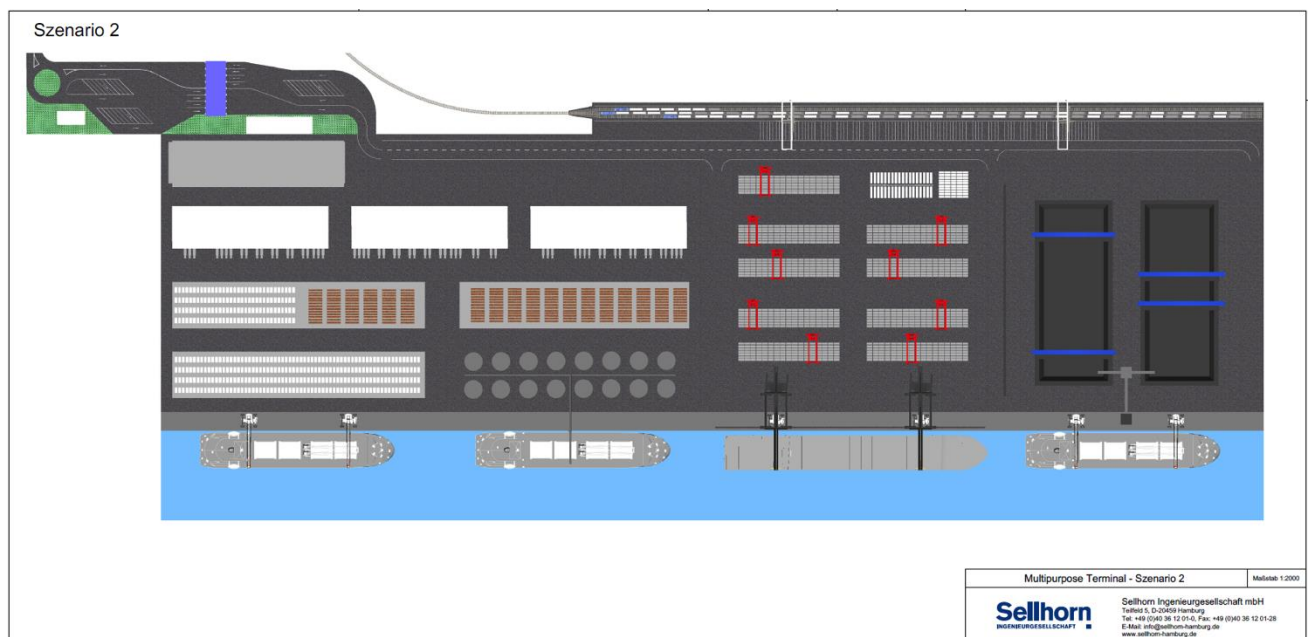 Szenario 2
Multipurpose Terminal - Szenario 2
Maßstab 1:2000
Sellhorn
INGENIEURGESELLSCHAFT
Sellhorn Ingenieurgesellschaft mbH
Teilfeld 5, D-20459 Hamburg
Tel: +49 (0)40 36 12 01-0, Fax: +49 (0)40 36 12 01-28
E-Mail: info@sellhorn-hamburg.de
www.sellhorn-hamburg.de